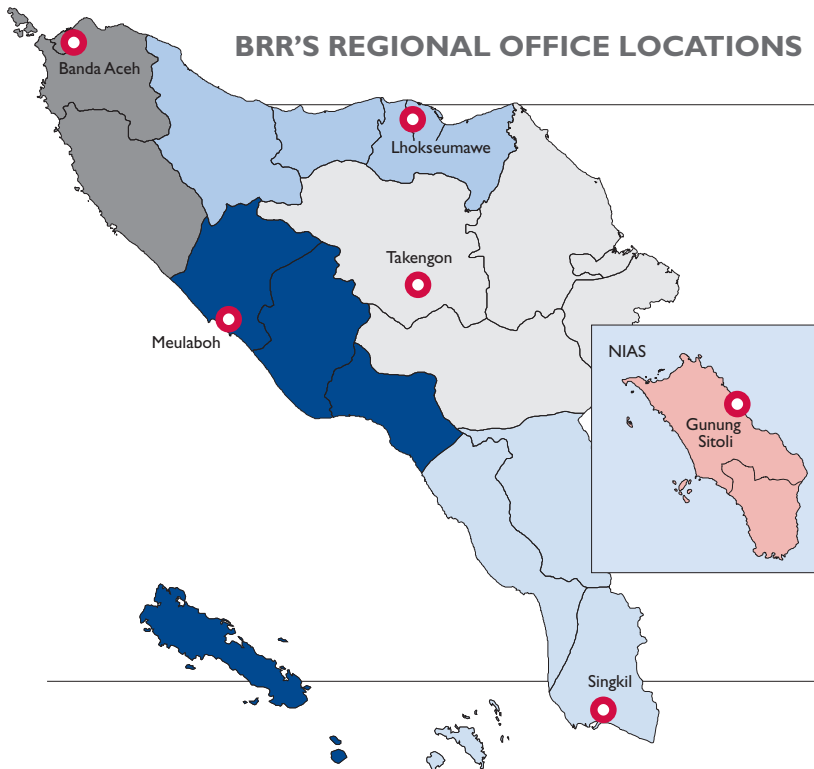 BRR'S REGIONAL OFFICE LOCATIONS
Banda Aceh
Lhokseumawe
Takengon
Meulaboh
NIAS
Gunung
Sitoli
Singkil